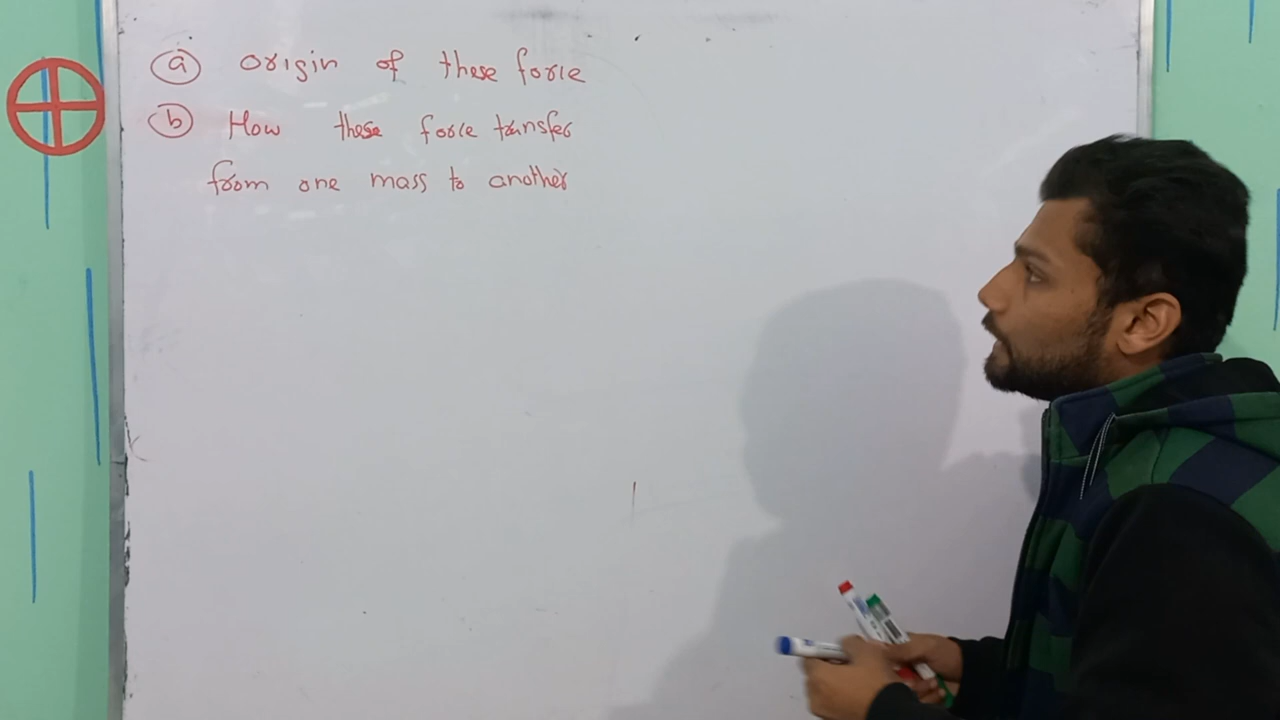 (a) origin of these force
(b) How these force transfer
from one mass to another